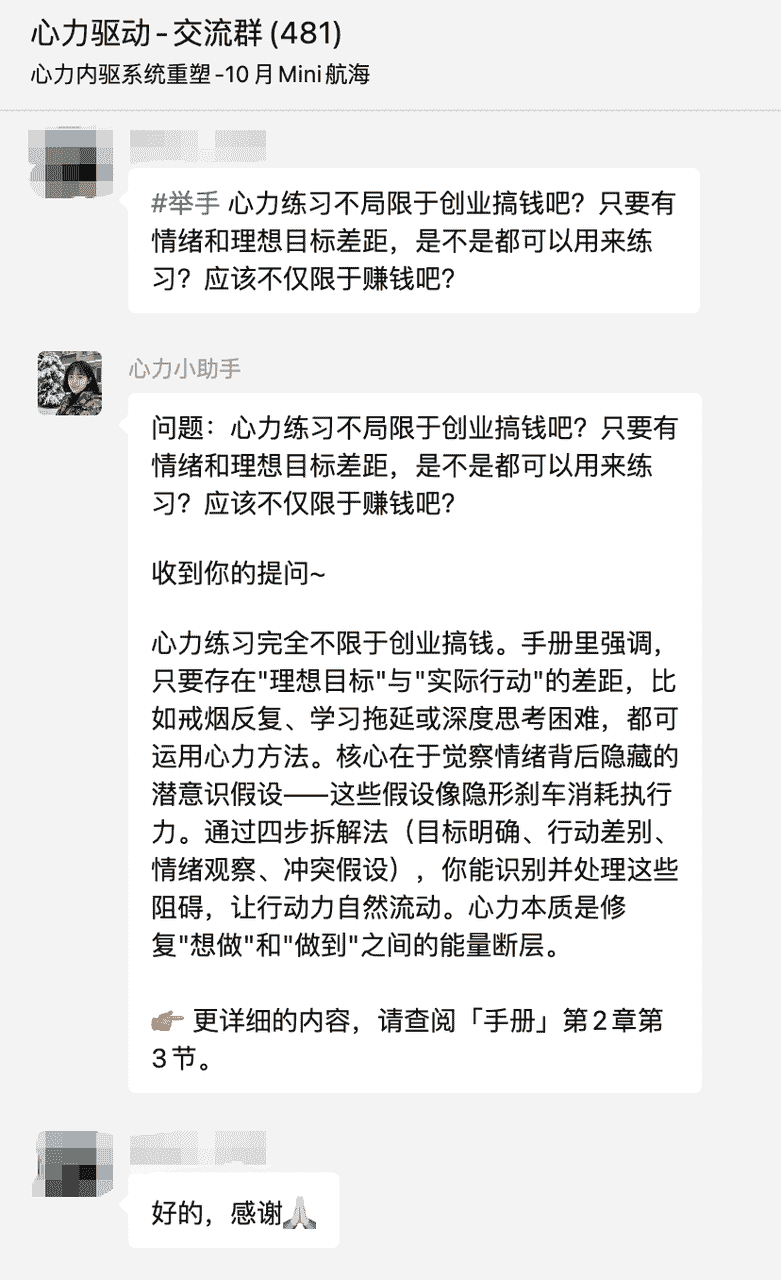 心力驱动-交流群(481)
心力内驱系统重塑-10月Mini航海
#举手 心力练习不局限于创业搞钱吧？只要有
情绪和理想目标差距，是不是都可以用来练
习？应该不仅限于赚钱吧？
心力小助手
问题：心力练习不局限于创业搞钱吧？只要有
情绪和理想目标差距，是不是都可以用来练
习？应该不仅限于赚钱吧？
收到你的提问~
心力练习完全不限于创业搞钱。手册里强调，
只要存在"理想目标"与"实际行动"的差距，比
如戒烟反复、学习拖延或深度思考困难，都可
运用心力方法。核心在于觉察情绪背后隐藏的
潜意识假设——这些假设像隐形刹车消耗执行
力。通过四步拆解法（目标明确、行动差别、
情绪观察、冲突假设），你能识别并处理这些
阻碍，让行动力自然流动。心力本质是修
复"想做"和"做到"之间的能量断层。
👉🏽 更详细的内容，请查阅「手册」第2章第
3节。
好的，感谢🙏🏻